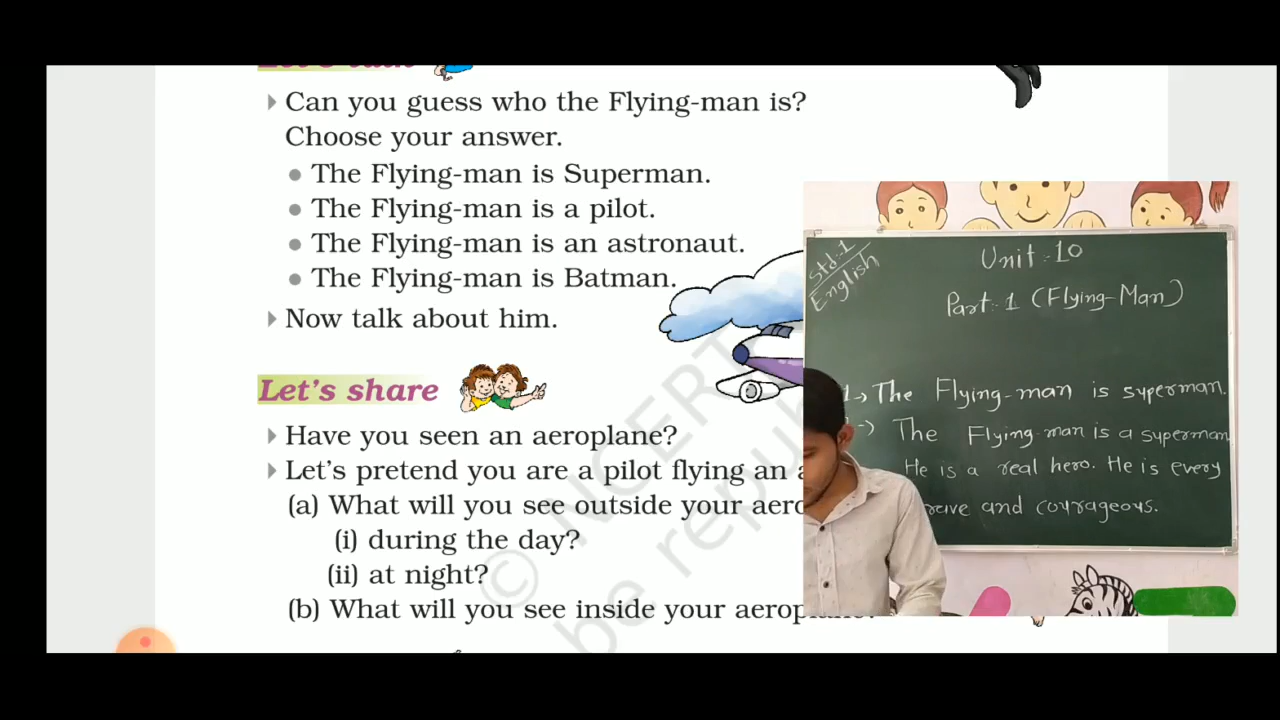 Can you guess who the Flying-man is?
Choose your answer.
The Flying-man is Superman.
The Flying-man is a pilot.
The Flying-man is an astronaut.
The Flying-man is Batman.
Now talk about him.
Let's share
Have you seen an aeroplane?
Let's pretend you are a pilot flying an
(a) What will you see outside your
(i) during the day?
(ii) at night?
(b) What will you see inside your
© NCERT
be
Std:1
English
Unit:10
Part:1 (Flying-Man)
1→ The Flying-man is superman.
→ The Flying-man is a superman
He is a real hero. He is every
and courageous.